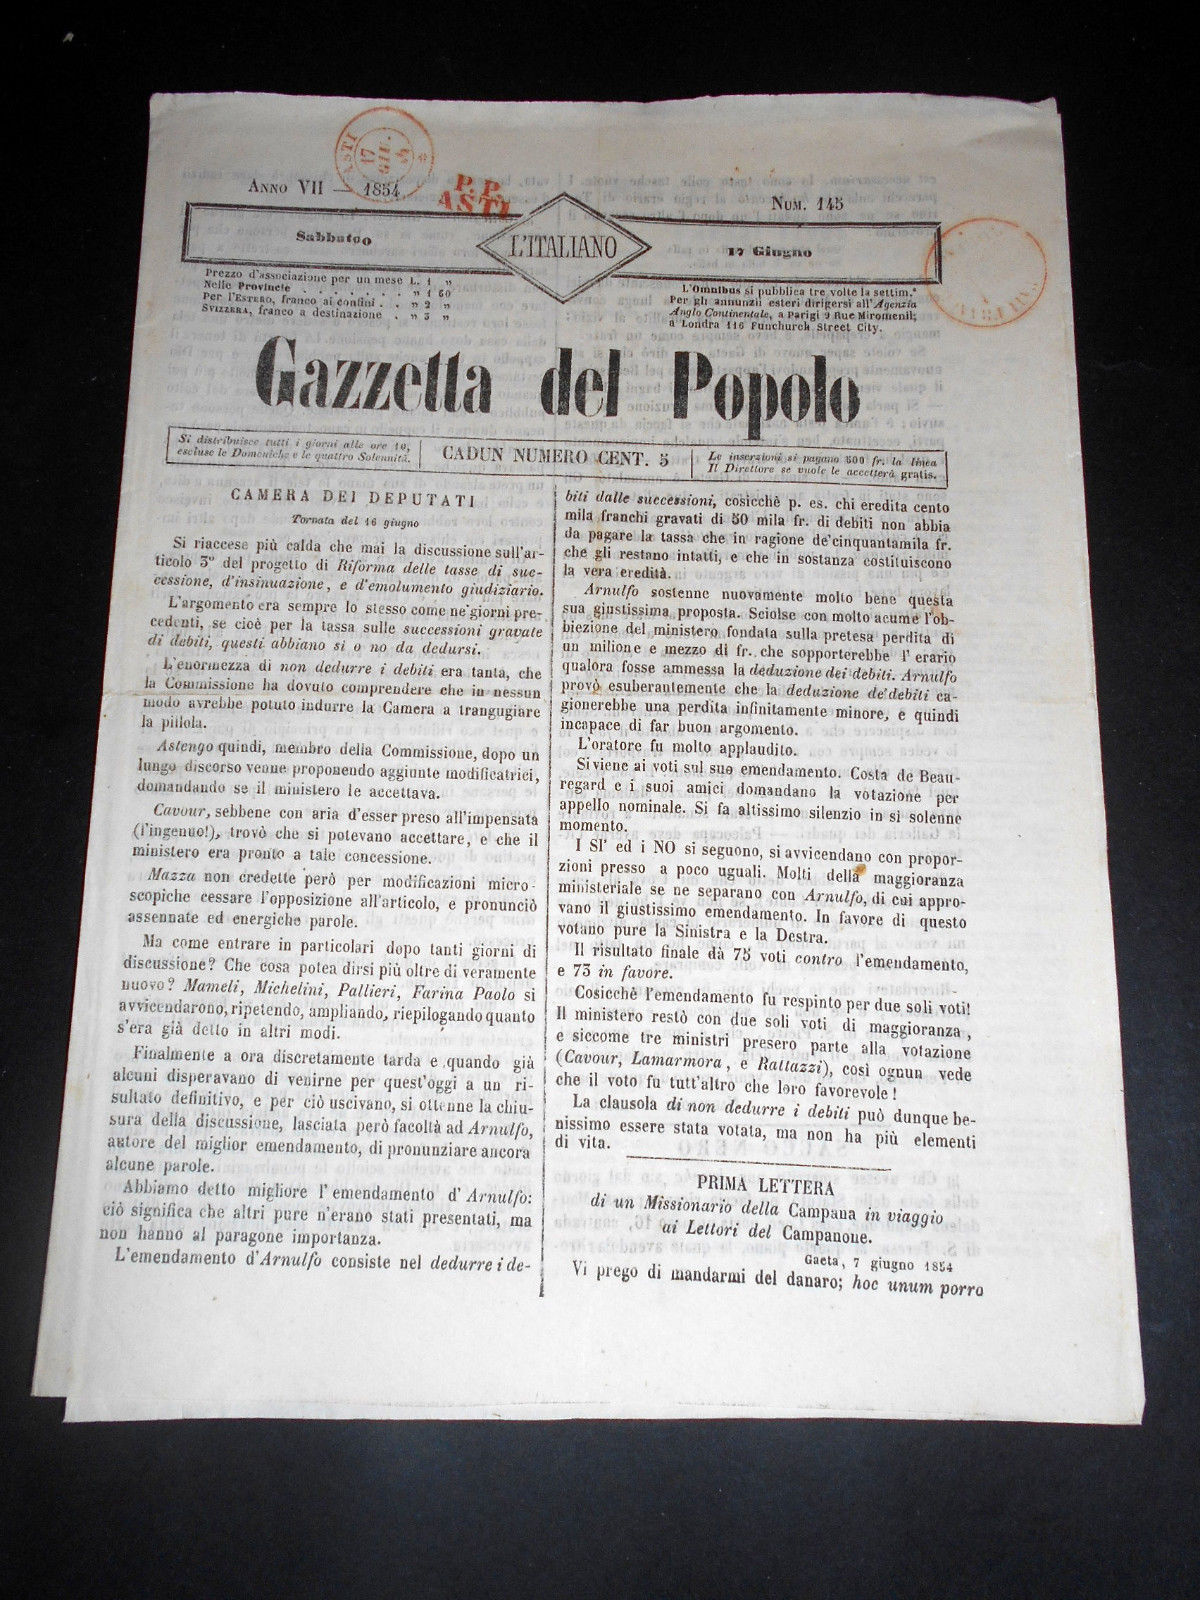 ASTI
17
GIU.
Anno VII — 1854
P. P.
ASTI
Num. 145
Sabbatoo
L'ITALIANO
17 Giugno
Prezzo d'associazione per un mese L. 1 „
Nelle Provincie . . . . . . . „ 1 50
Per l'Estero, franco ai confini . . „ 2 „
Svizzera, franco a destinazione . „ 3 „
L'Omnibus si pubblica tre volte la settim.ª
Per gli annunzii esteri dirigersi all'Agenzia
Anglo Continentale, a Parigi 9 Rue Miromenil;
a Londra 116 Funchurch Street City.
Gazzetta del Popolo
Si distribuisce tutti i giorni alle ore 10,
escluse le Domeniche e le quattro Solennità.
CADUN NUMERO CENT. 5
Le inserzioni si pagano 500 fr. la linea
Il Direttore se vuole le accetterà gratis.
CAMERA DEI DEPUTATI
Tornata del 16 giugno
Si riaccese più calda che mai la discussione sull'ar-
ticolo 3º del progetto di Riforma delle tasse di suc-
cessione, d'insinuazione, e d'emolumento giudiziario.
L'argomento era sempre lo stesso come ne'giorni pre-
cedenti, se cioè per la tassa sulle successioni gravate
di debiti, questi abbiano si o no da dedursi.
L'enormezza di non dedurre i debiti era tanta, che
la Commissione ha dovuto comprendere che in nessun
modo avrebbe potuto indurre la Camera a trangugiare
la pillola.
Astengo quindi, membro della Commissione, dopo un
lungo discorso venne proponendo aggiunte modificatrici,
domandando se il ministero le accettava.
Cavour, sebbene con aria d'esser preso all'impensata
(l'ingenuo!), trovò che si potevano accettare, e che il
ministero era pronto a tale concessione.
Mazza non credette però per modificazioni micro-
scopiche cessare l'opposizione all'articolo, e pronunciò
assennate ed energiche parole.
Ma come entrare in particolari dopo tanti giorni di
discussione? Che cosa potea dirsi più oltre di veramente
nuovo? Mameli, Michelini, Pallieri, Farina Paolo si
avvicendarono, ripetendo, ampliando, riepilogando quanto
s'era già detto in altri modi.
Finalmente a ora discretamente tarda e quando già
alcuni disperavano di venirne per quest'oggi a un ri-
sultato definitivo, e per ciò uscivano, si ottenne la chiu-
sura della discussione, lasciata però facoltà ad Arnulfo,
autore del miglior emendamento, di pronunziare ancora
alcune parole.
Abbiamo detto migliore l'emendamento d'Arnulfo:
ciò significa che altri pure n'erano stati presentati, ma
non hanno al paragone importanza.
L'emendamento d'Arnulfo consiste nel dedurre i de-
biti dalle successioni, cosicchè p. es. chi eredita cento
mila franchi gravati di 50 mila fr. di debiti non abbia
da pagare la tassa che in ragione de'cinquantamila fr.
che gli restano intatti, e che in sostanza costituiscono
la vera eredità.
Arnulfo sostenne nuovamente molto bene questa
sua giustissima proposta. Sciolse con molto acume l'ob-
biezione del ministero fondata sulla pretesa perdita di
un milione e mezzo di fr. che sopporterebbe l'erario
qualora fosse ammessa la deduzione dei debiti. Arnulfo
provò esuberantemente che la deduzione de'debiti ca-
gionerebbe una perdita infinitamente minore, e quindi
incapace di far buon argomento.
L'oratore fu molto applaudito.
Si viene ai voti sul suo emendamento. Costa de Beau-
regard e i suoi amici domandano la votazione per
appello nominale. Si fa altissimo silenzio in si solenne
momento.
I SI' ed i NO si seguono, si avvicendano con propor-
zioni presso a poco uguali. Molti della maggioranza
ministeriale se ne separano con Arnulfo, di cui appro-
vano il giustissimo emendamento. In favore di questo
votano pure la Sinistra e la Destra.
Il risultato finale dà 75 voti contro l'emendamento,
e 73 in favore.
Cosicchè l'emendamento fu respinto per due soli voti!
Il ministero restò con due soli voti di maggioranza,
e siccome tre ministri presero parte alla votazione
(Cavour, Lamarmora, e Rattazzi), così ognun vede
che il voto fu tutt'altro che loro favorevole!
La clausola di non dedurre i debiti può dunque be-
nissimo essere stata votata, ma non ha più elementi
di vita.
PRIMA LETTERA
di un Missionario della Campana in viaggio
ai Lettori del Campanone.
Gaeta, 7 giugno 1854
Vi prego di mandarmi del danaro; hoc unum porro